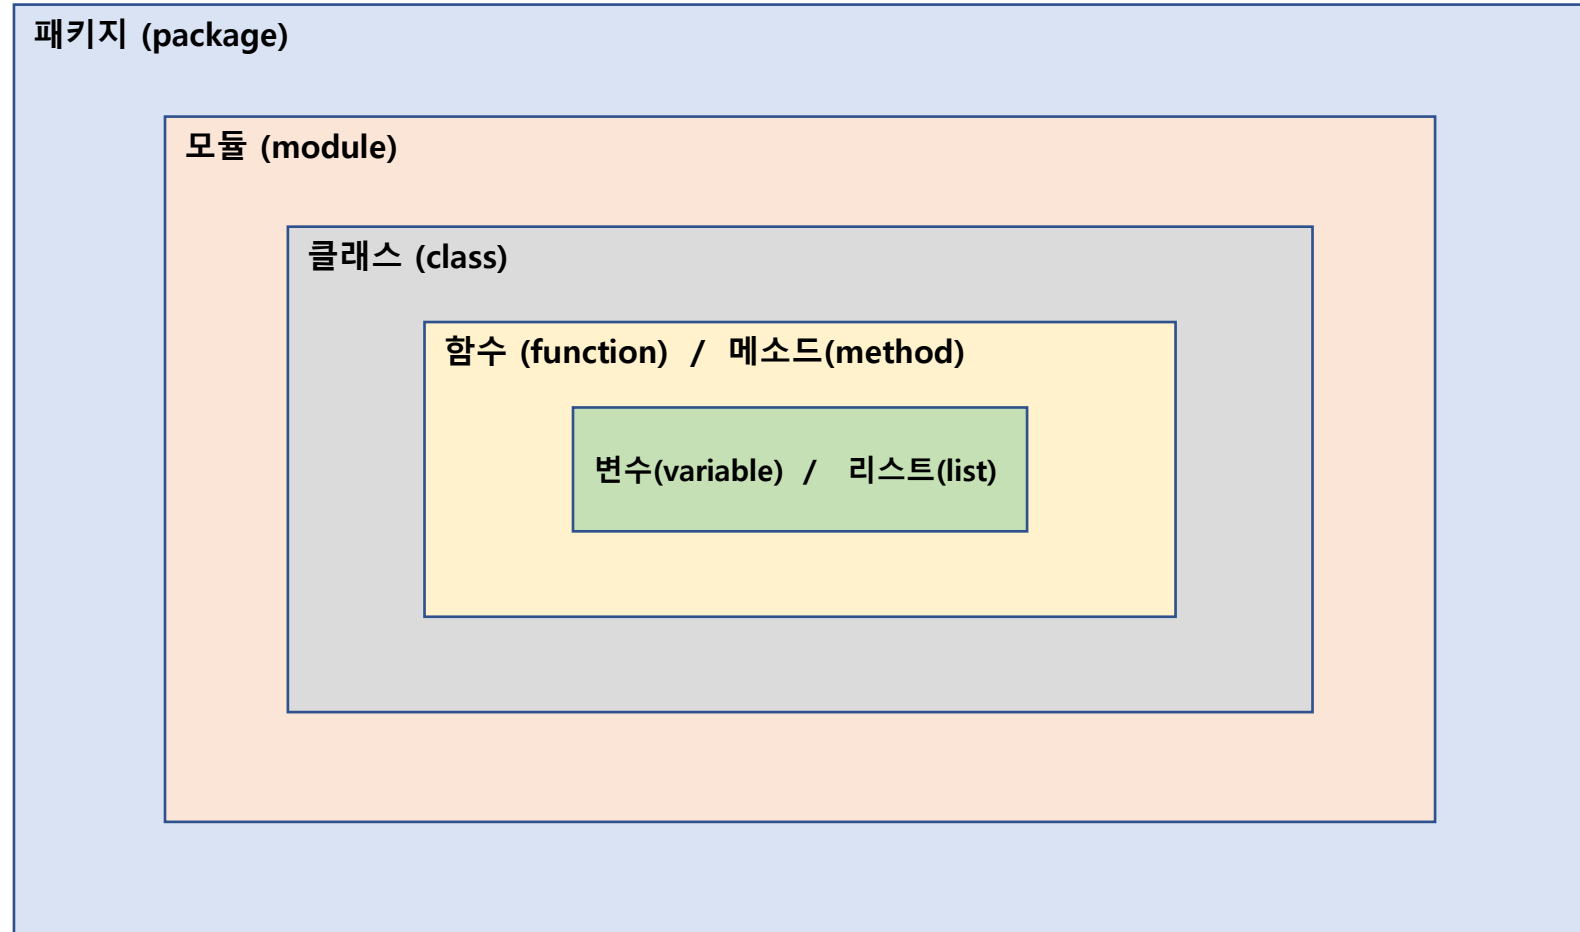 패키지 (package)
모듈 (module)
클래스 (class)
함수 (function) / 메소드(method)
변수(variable) / 리스트(list)